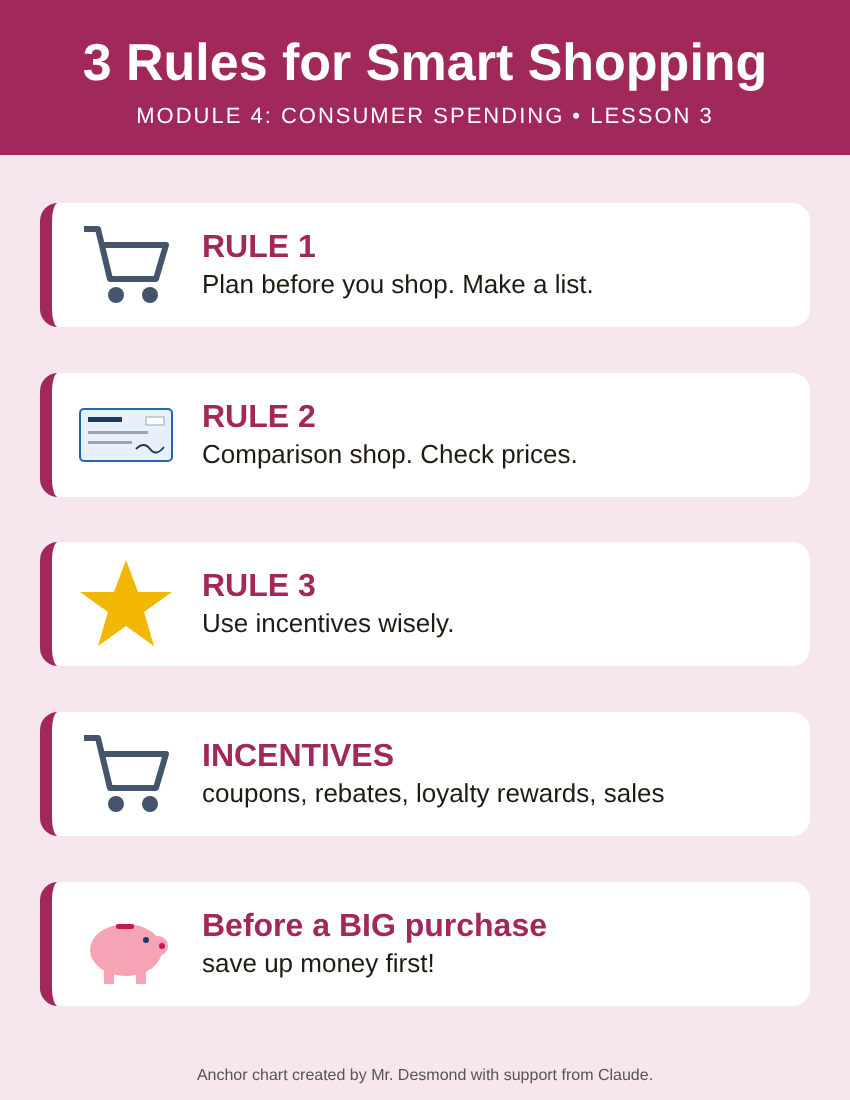 3 Rules for Smart Shopping
MODULE 4: CONSUMER SPENDING • LESSON 3
RULE 1
Plan before you shop. Make a list.
RULE 2
Comparison shop. Check prices.
RULE 3
Use incentives wisely.
INCENTIVES
coupons, rebates, loyalty rewards, sales
Before a BIG purchase
save up money first!
Anchor chart created by Mr. Desmond with support from Claude.